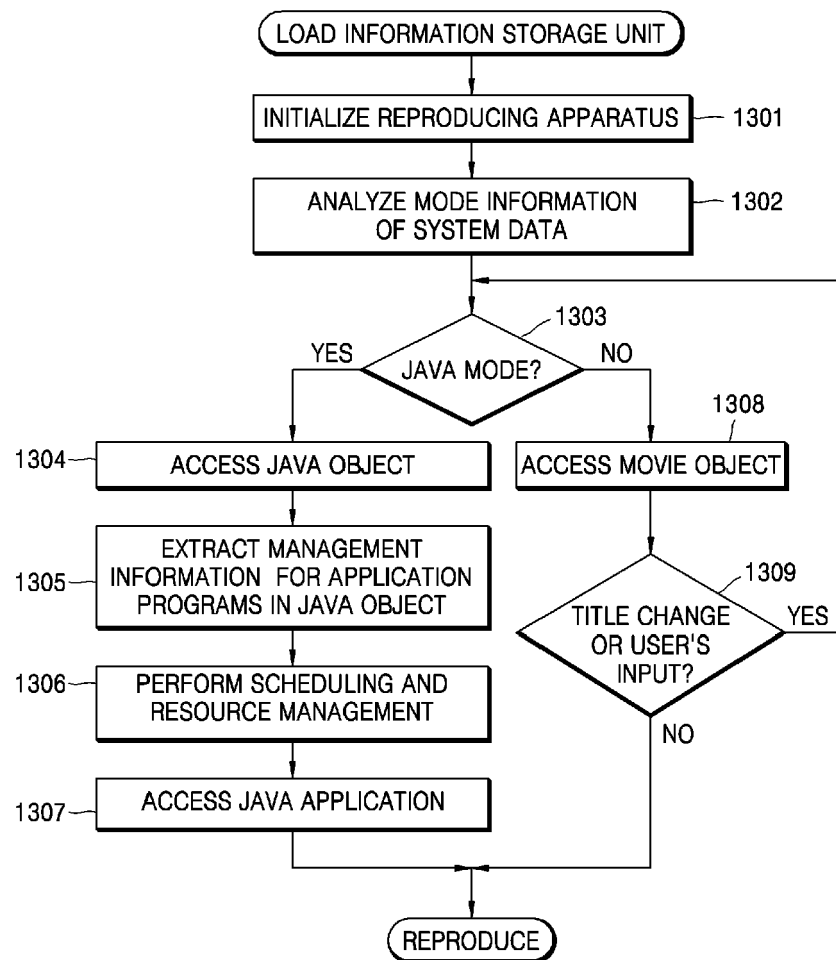 LOAD INFORMATION STORAGE UNIT
INITIALIZE REPRODUCING APPARATUS
1301
ANALYZE MODE INFORMATION
OF SYSTEM DATA
1302
1303
JAVA MODE?
YES
NO
1304
ACCESS JAVA OBJECT
1308
ACCESS MOVIE OBJECT
1305
EXTRACT MANAGEMENT
INFORMATION FOR APPLICATION
PROGRAMS IN JAVA OBJECT
1309
TITLE CHANGE
OR USER'S
INPUT?
YES
NO
1306
PERFORM SCHEDULING AND
RESOURCE MANAGEMENT
1307
ACCESS JAVA APPLICATION
REPRODUCE